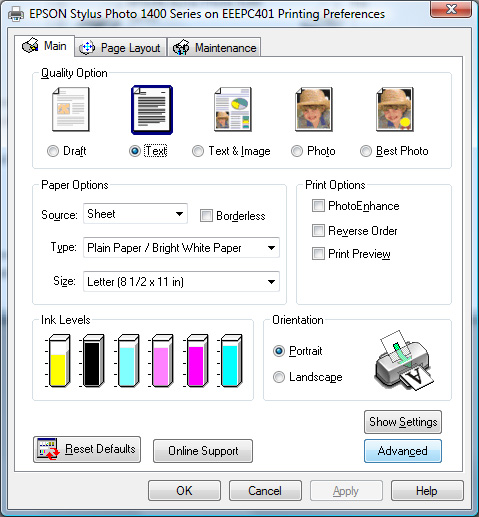 EPSON Stylus Photo 1400 Series on EEEPC401 Printing Preferences
Main Page Layout Maintenance
Quality Option
Draft Text Text & Image Photo Best Photo
Paper Options
Source: Sheet Borderless
Type: Plain Paper / Bright White Paper
Size: Letter (8 1/2 x 11 in)
Print Options
PhotoEnhance
Reverse Order
Print Preview
Ink Levels
Orientation
Portrait
Landscape
Show Settings
Reset Defaults Online Support Advanced
OK Cancel Apply Help